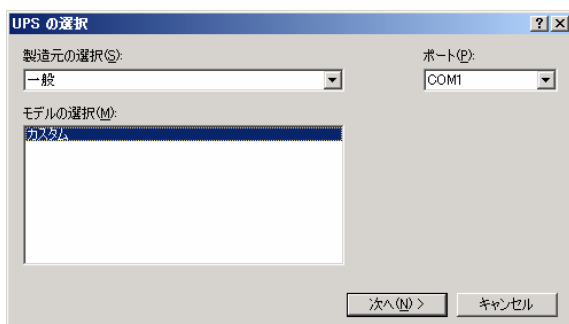 UPS の選択
製造元の選択(S):
ポート(P):
一般
COM1
モデルの選択(M):
カスタム
次へ(N) >
キャンセル